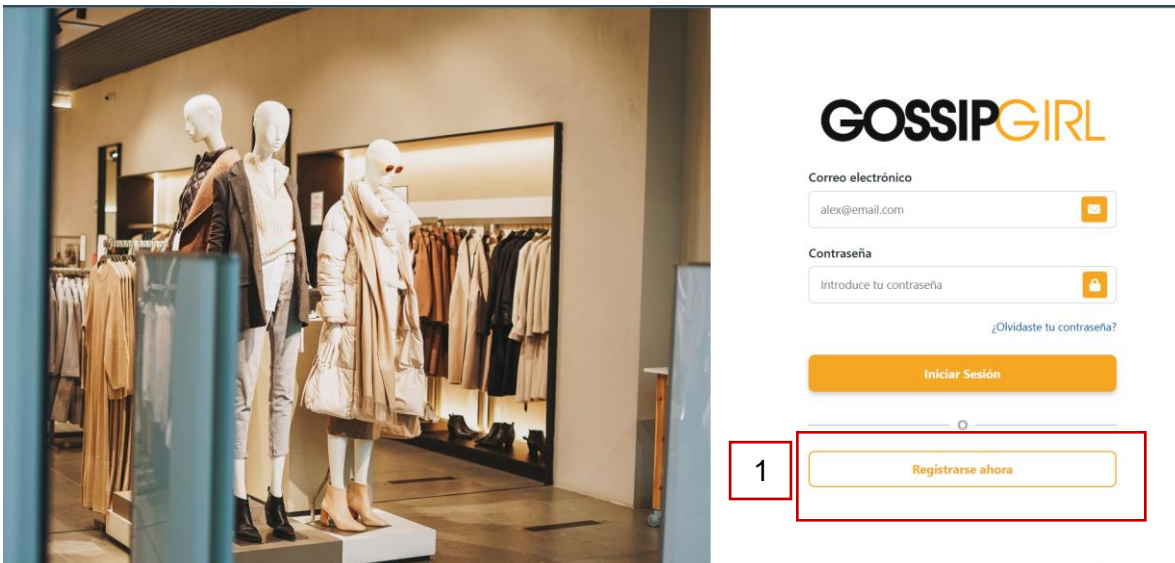 GOSSIPGIRL
Correo electrónico
alex@email.com
Contraseña
Introduce tu contraseña
¿Olvidaste tu contraseña?
Iniciar Sesión
O
1
Registrarse ahora